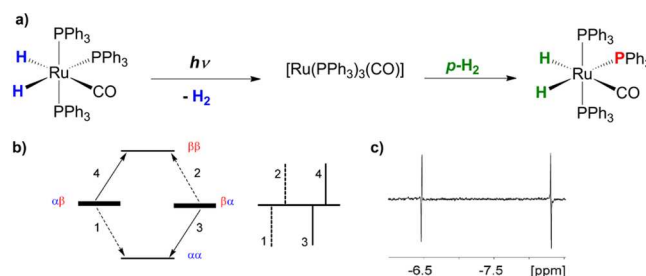 a)
PPh3
H
PPh3
Ru
H
CO
PPh3
hν
- H2
[Ru(PPh3)3(CO)]
p-H2
PPh3
H
PPh3
Ru
H
CO
PPh3
b)
ββ
4
2
αβ
βα
1
3
αα
2
4
1
3
c)
-6.5
-7.5
[ppm]